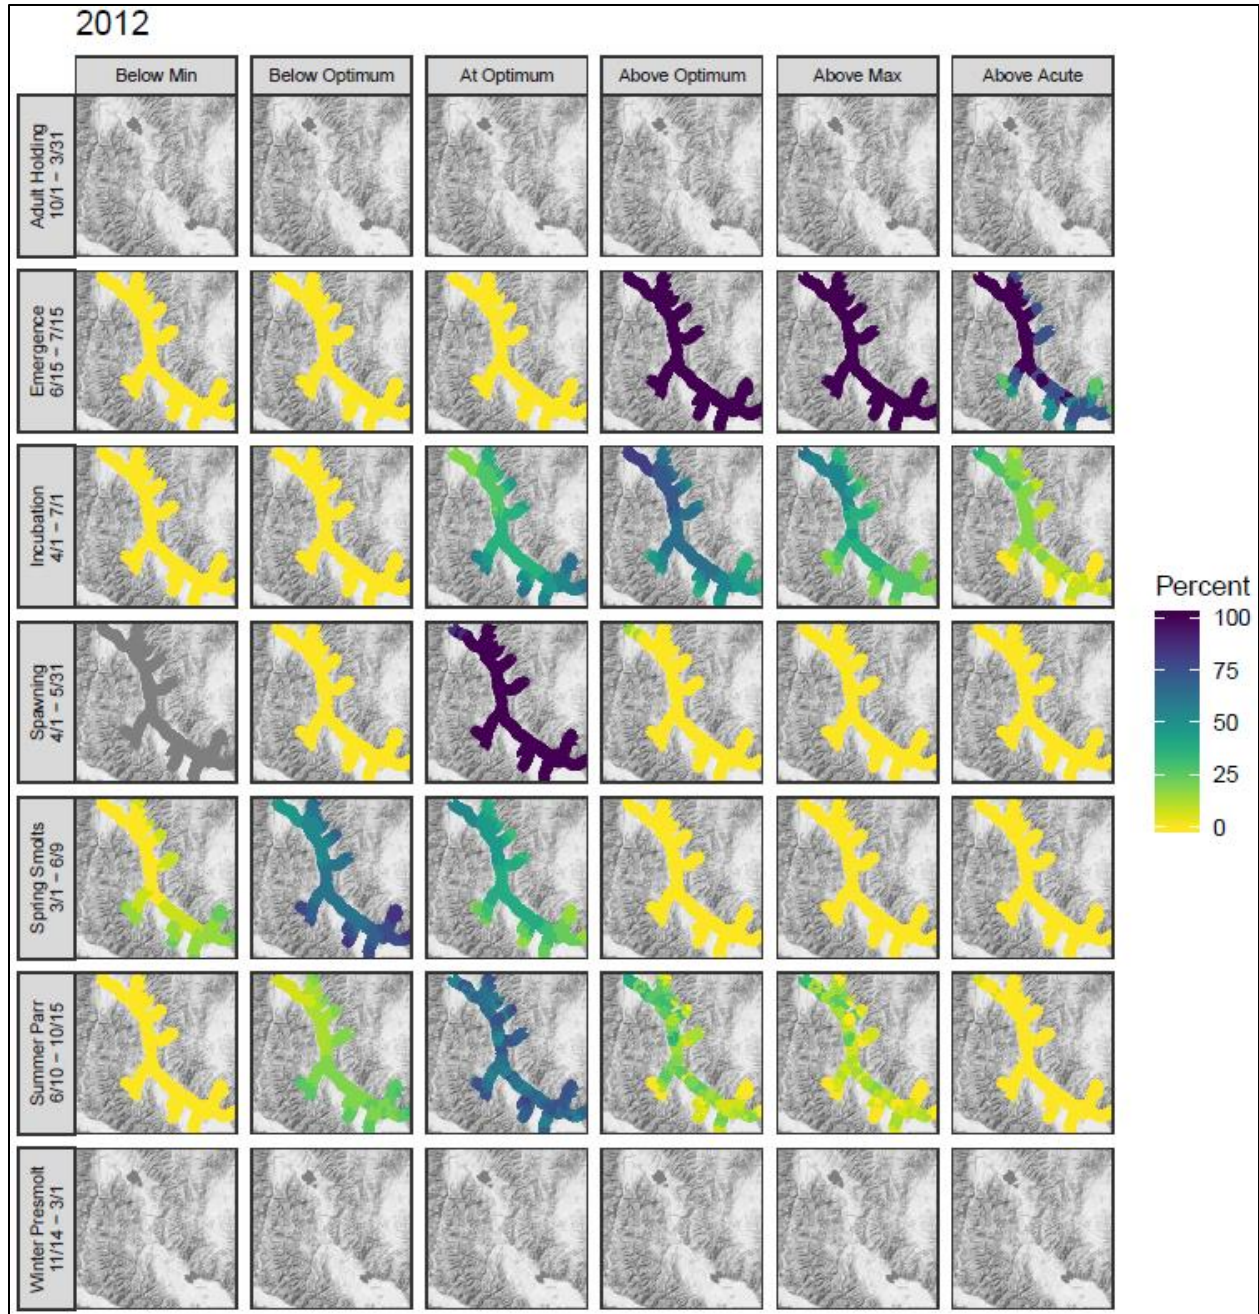 2012
Below Min
Below Optimum
At Optimum
Above Optimum
Above Max
Above Acute
Adult Holding
10/1 – 3/31
Emergence
6/15 – 7/15
Incubation
4/1 – 7/1
Spawning
4/1 – 5/31
Spring Smolts
3/1 – 6/9
Summer Parr
6/10 – 10/15
Winter Presmolt
11/14 – 3/1
Percent
100
75
50
25
0